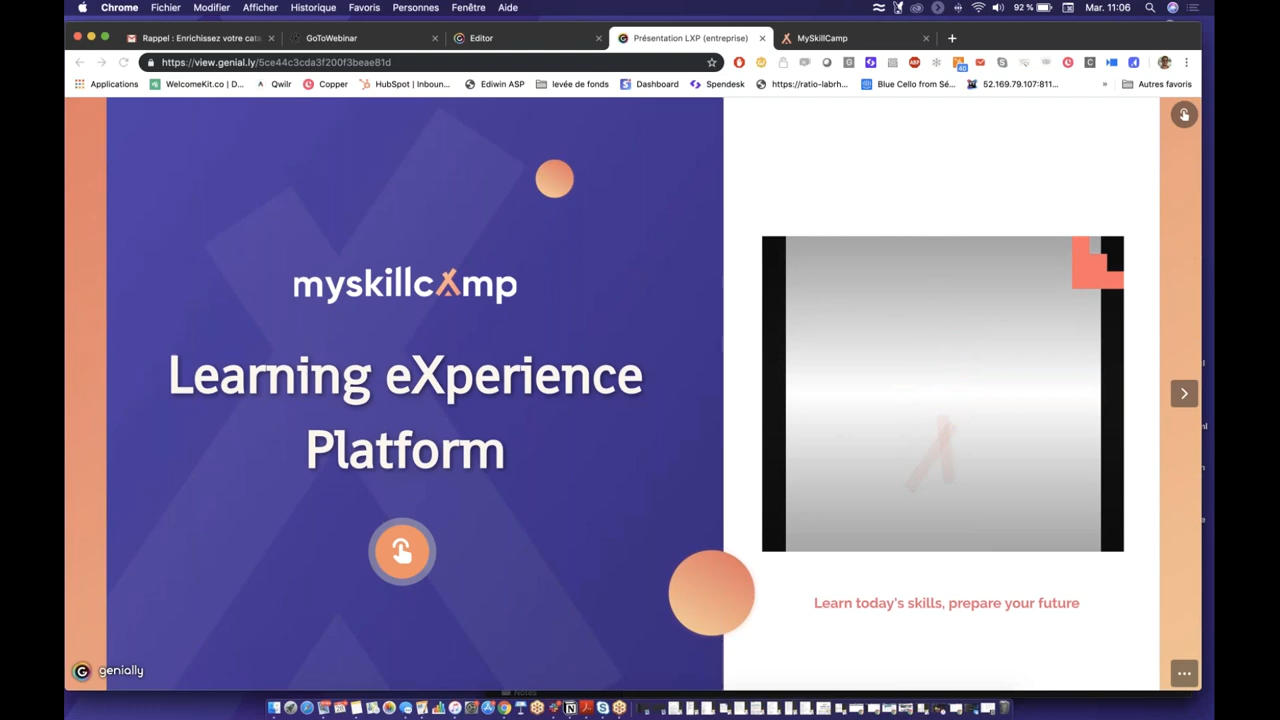 Chrome Fichier Modifier Afficher Historique Favoris Personnes Fenêtre Aide 92 % Mar. 11:06
Rappel : Enrichissez votre cata GoToWebinar Editor Présentation LXP (entreprise) MySkillCamp
https://view.genial.ly/5ce44c3cda3f200f3beae81d
Applications WelcomeKit.co | D... Qwilr Copper HubSpot | Inboun... Ediwin ASP levée de fonds Dashboard Spendesk https://ratio-labrh... Blue Cello from Sé... 52.169.79.107:811... » Autres favoris
myskillcamp
Learning eXperience
Platform
Learn today's skills, prepare your future
genially
Notes